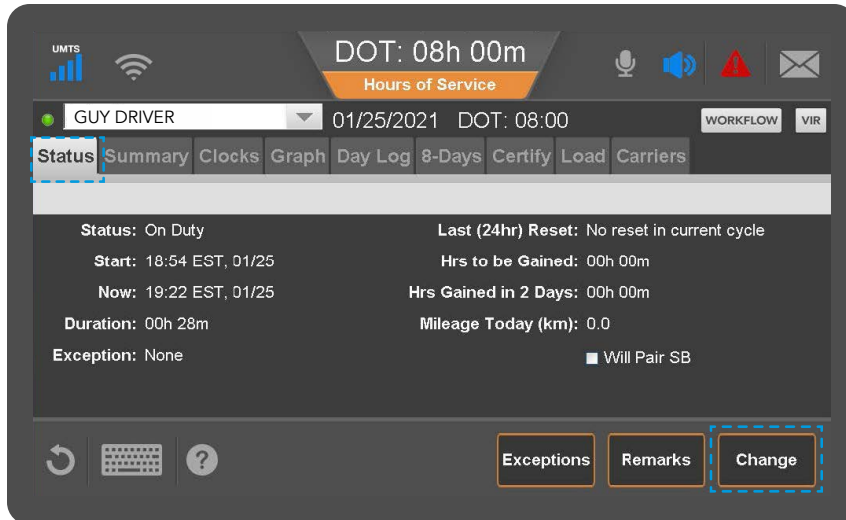 UMTS
DOT: 08h 00m
Hours of Service
GUY DRIVER
01/25/2021 DOT: 08:00
WORKFLOW
VIR
Status Summary Clocks Graph Day Log 8-Days Certify Load Carriers
Status: On Duty
Last (24hr) Reset: No reset in current cycle
Start: 18:54 EST, 01/25
Hrs to be Gained: 00h 00m
Now: 19:22 EST, 01/25
Hrs Gained in 2 Days: 00h 00m
Duration: 00h 28m
Mileage Today (km): 0.0
Exception: None
Will Pair SB
?
Exceptions
Remarks
Change